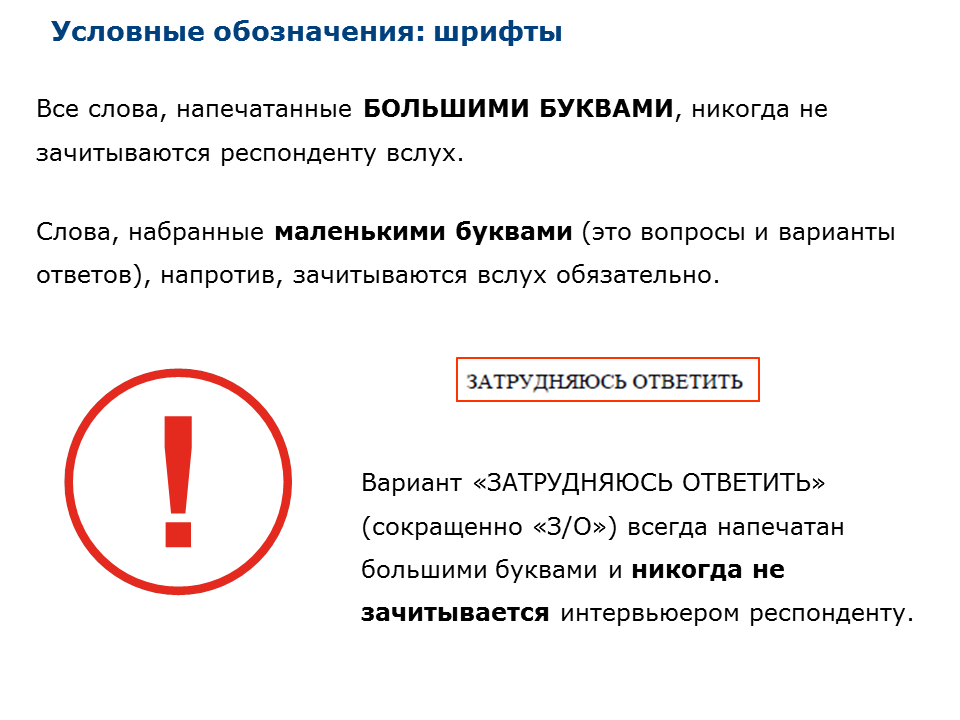 Условные обозначения: шрифты
Все слова, напечатанные БОЛЬШИМИ БУКВАМИ, никогда не
зачитываются респонденту вслух.
Слова, набранные маленькими буквами (это вопросы и варианты
ответов), напротив, зачитываются вслух обязательно.
!
ЗАТРУДНЯЮСЬ ОТВЕТИТЬ
Вариант «ЗАТРУДНЯЮСЬ ОТВЕТИТЬ»
(сокращенно «З/О») всегда напечатан
большими буквами и никогда не
зачитывается интервьюером респонденту.